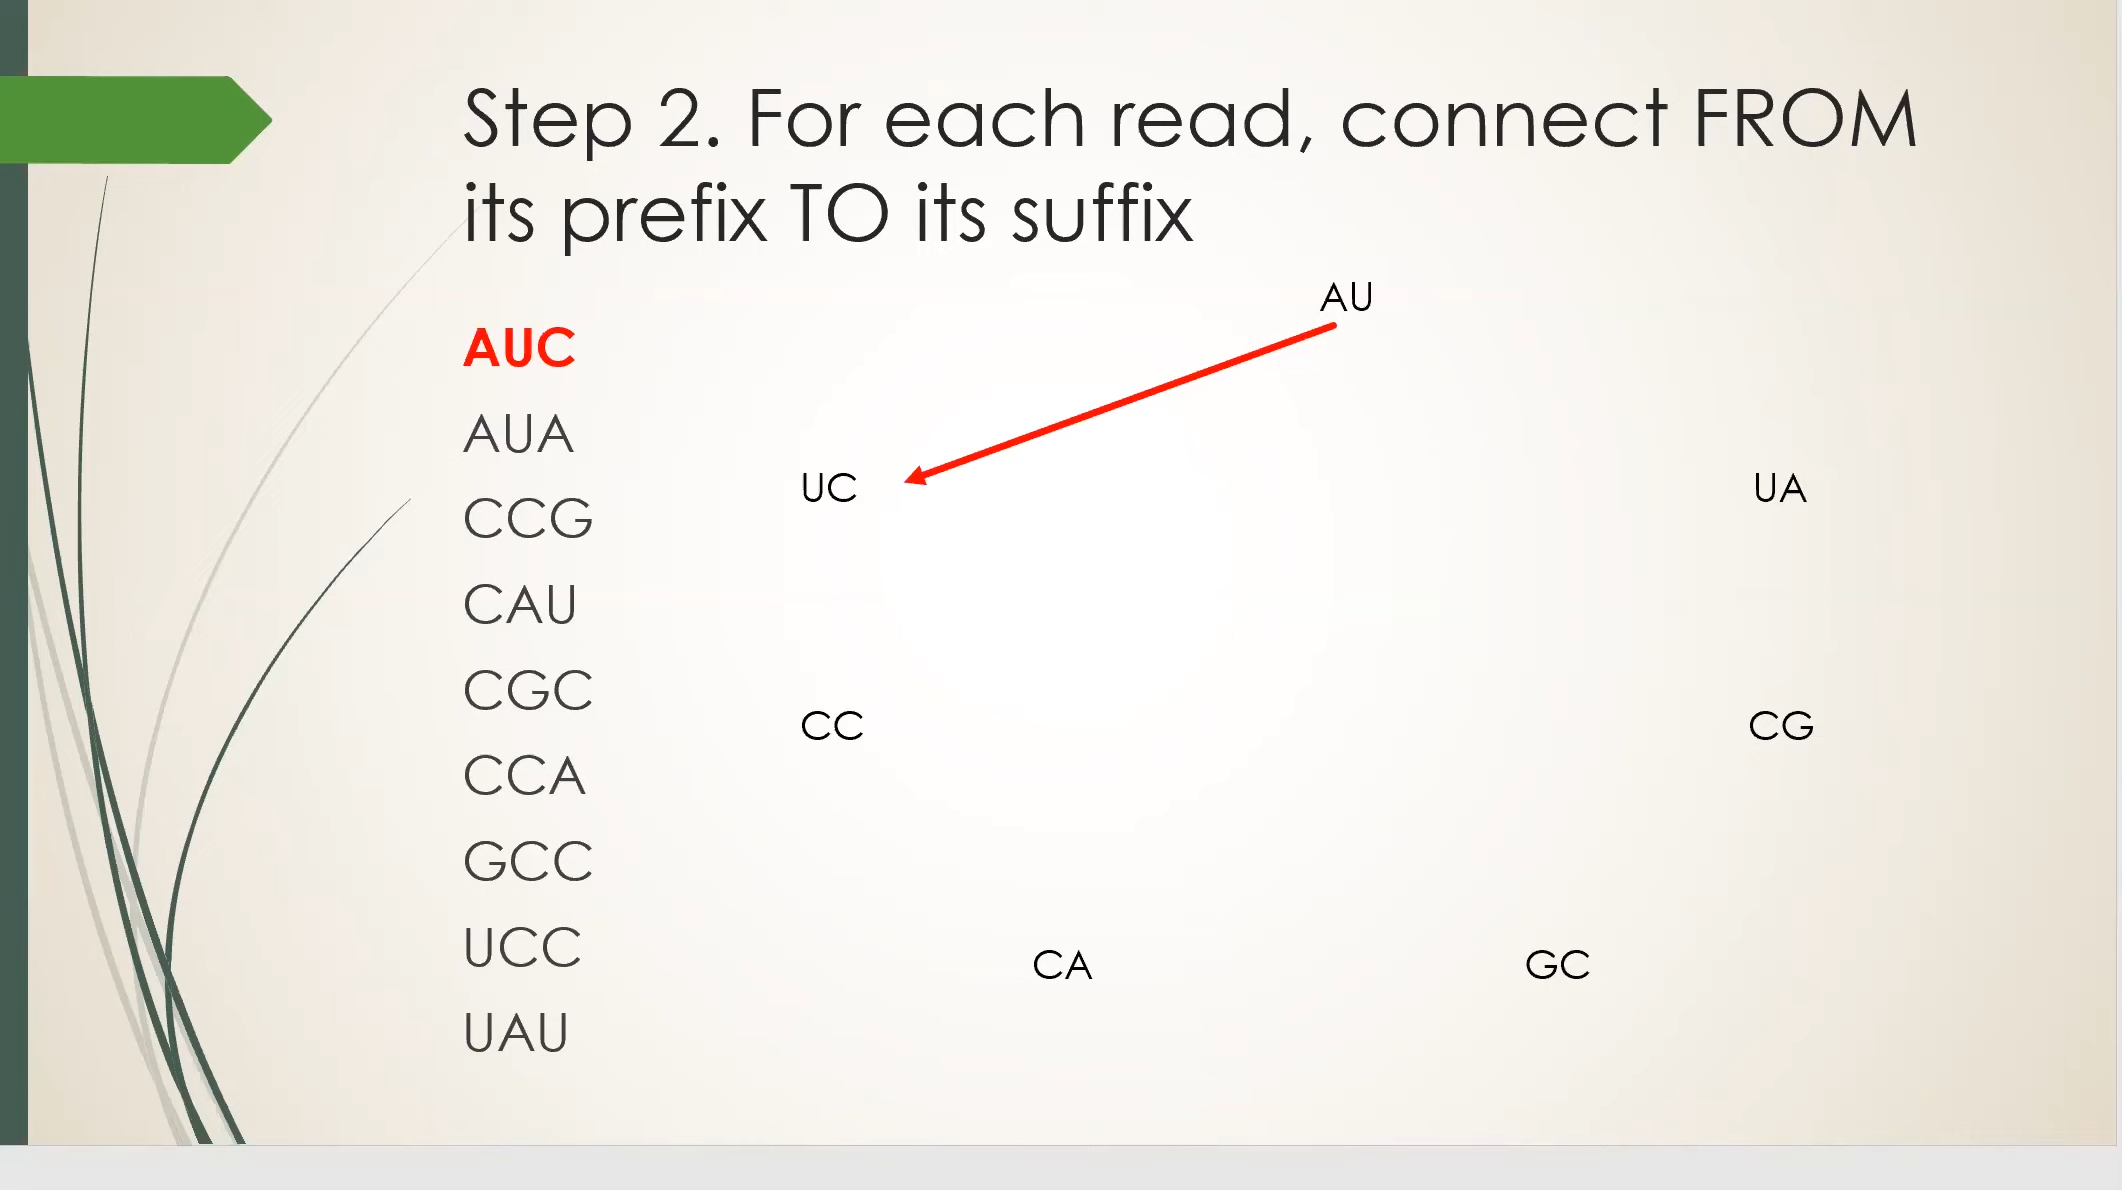 Step 2. For each read, connect FROM
its prefix TO its suffix
AUC
AUA
CCG
CAU
CGC
CCA
GCC
UCC
UAU
AU
UC
UA
CC
CG
CA
GC